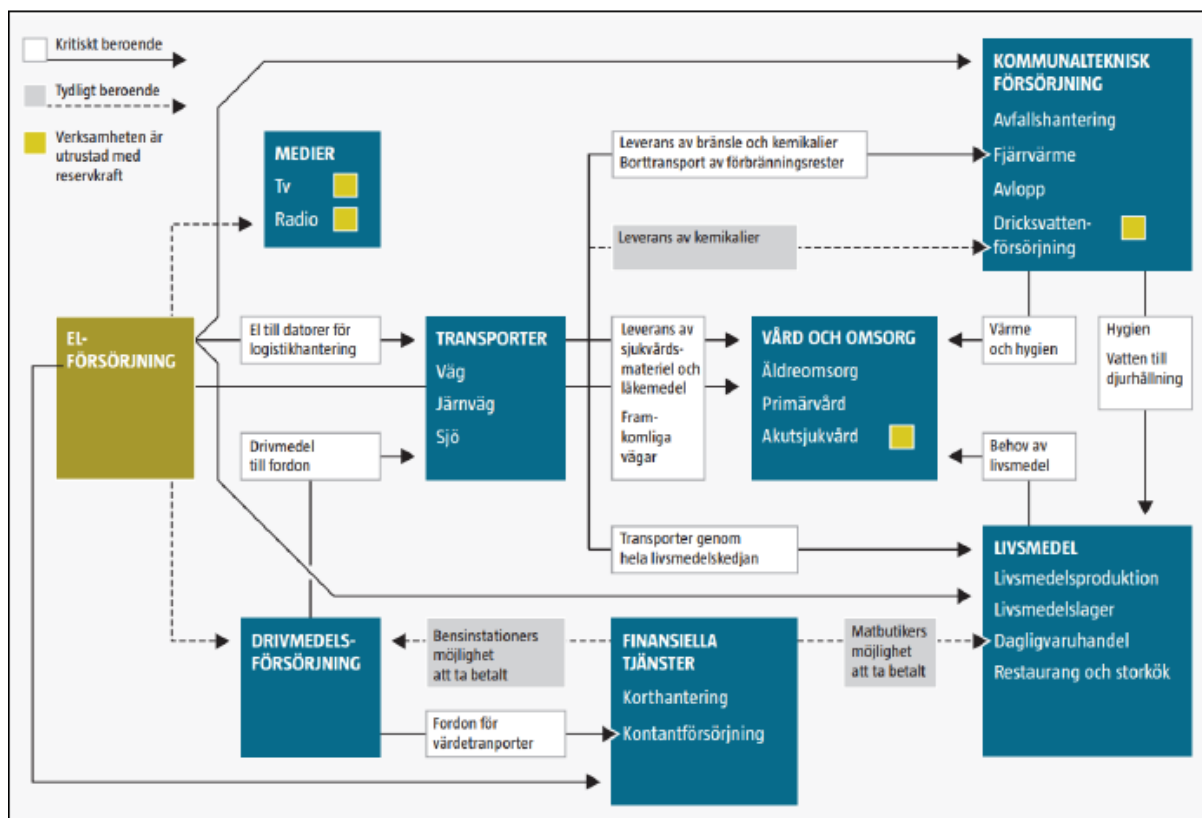 Kritiskt beroende
Tydligt beroende
Verksamheten är
utrustad med
reservkraft
MEDIER
Tv
Radio
KOMMUNALTEKNISK
FÖRSÖRJNING
Avfallshantering
Fjärrvärme
Avlopp
Dricksvatten-
försörjning
Leverans av bränsle och kemikalier
Borttransport av förbränningsrester
Leverans av kemikalier
EL-
FÖRSÖRJNING
El till datorer för
logistikhantering
TRANSPORTER
Väg
Järnväg
Sjö
Leverans av
sjukvårds-
materiel och
läkemedel
Fram-
komliga
vägar
VÅRD OCH OMSORG
Äldreomsorg
Primärvård
Akutsjukvård
Värme
och hygien
Hygien
Vatten till
djurhållning
Drivmedel
till fordon
Behov av
livsmedel
Transporter genom
hela livsmedelskedjan
LIVSMEDEL
Livsmedelsproduktion
Livsmedelslager
Dagligvaruhandel
Restaurang och storkök
DRIVMEDELS-
FÖRSÖRJNING
Bensinstationers
möjlighet
att ta betalt
FINANSIELLA
TJÄNSTER
Korthantering
Kontantförsörjning
Matbutikers
möjlighet
att ta betalt
Fordon för
värdetranporter